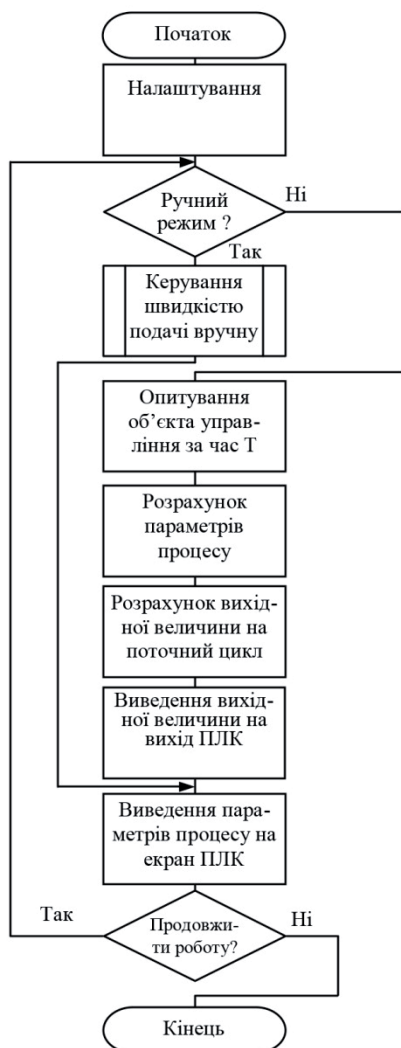 Початок
Налаштування
Ручний
режим ?
Ні
Так
Керування
швидкістю
подачі вручну
Опитування
об’єкта управ-
ління за час Т
Розрахунок
параметрів
процесу
Розрахунок вихід-
ної величини на
поточний цикл
Виведення вихід-
ної величини на
вихід ПЛК
Виведення пара-
метрів процесу на
екран ПЛК
Так
Продовжи-
ти роботу?
Ні
Кінець